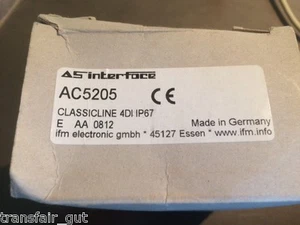 AS interface
AC5205 CE
CLASSICLINE 4DI IP67
E AA 0812 Made in Germany
ifm electronic gmbh * 45127 Essen * www.ifm.info
transfair_gut